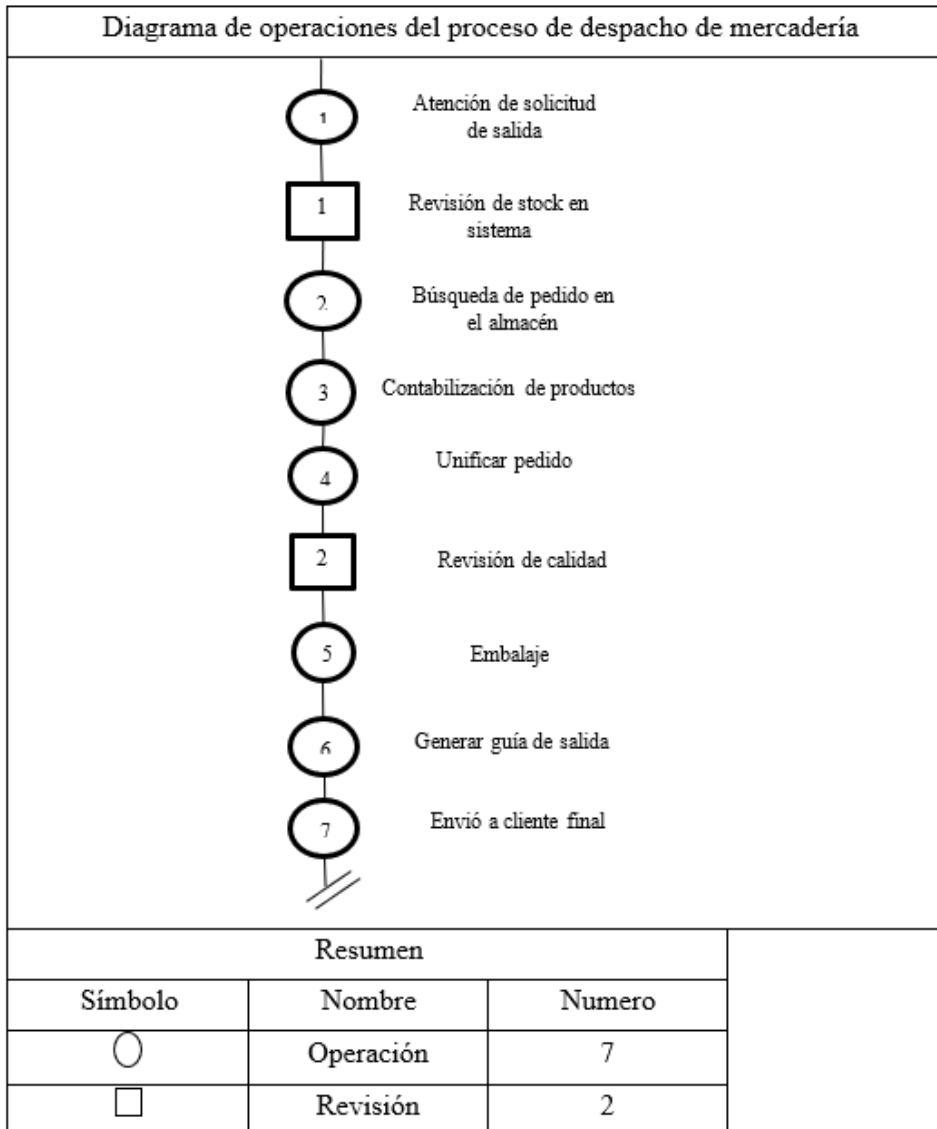 Diagrama de operaciones del proceso de despacho de mercadería
1
Atención de solicitud
de salida
1
Revisión de stock en
sistema
2
Búsqueda de pedido en
el almacén
3
Contabilización de productos
4
Unificar pedido
2
Revisión de calidad
5
Embalaje
6
Generar guía de salida
7
Envió a cliente final
Resumen
Símbolo Nombre Numero
Operación 7
Revisión 2